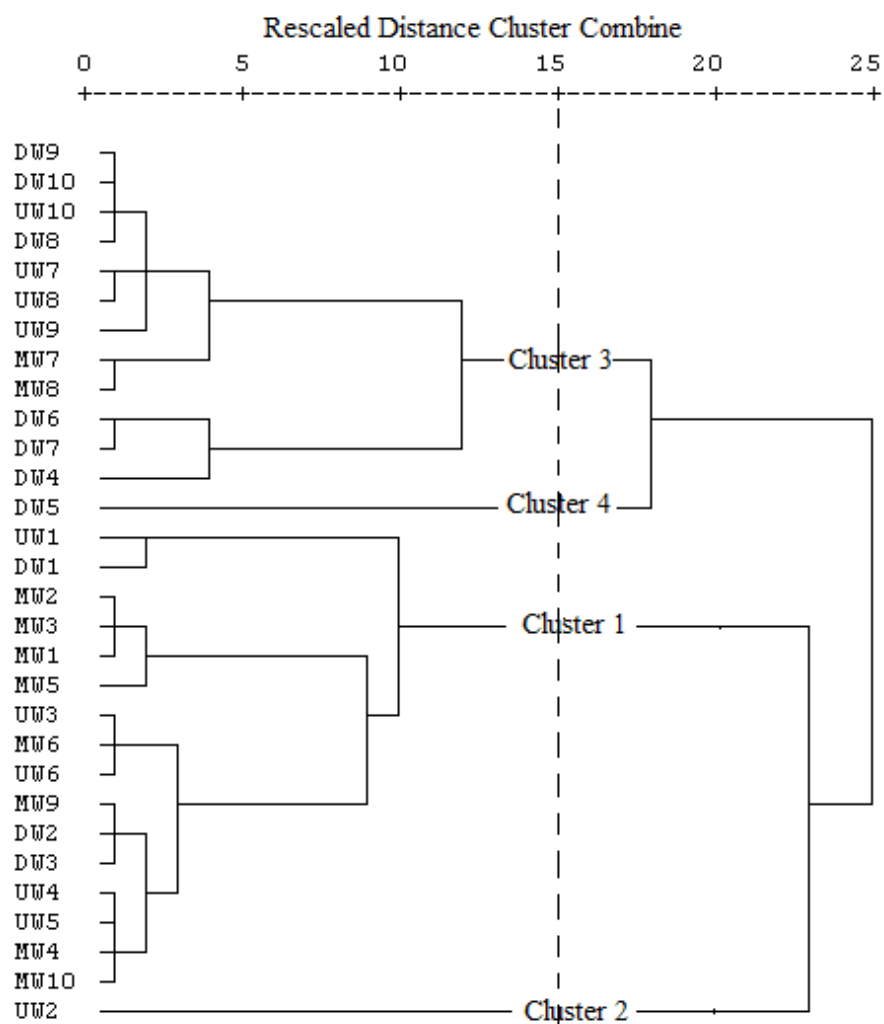 Rescaled Distance Cluster Combine
0 5 10 15 20 25
DW9
DW10
UW10
DW8
UW7
UW8
UW9
MW7
Cluster 3
MW8
DW6
DW7
DW4
DW5
Cluster 4
UW1
DW1
MW2
MW3
Cluster 1
MW1
MW5
UW3
MW6
UW6
MW9
DW2
DW3
UW4
UW5
MW4
MW10
UW2
Cluster 2